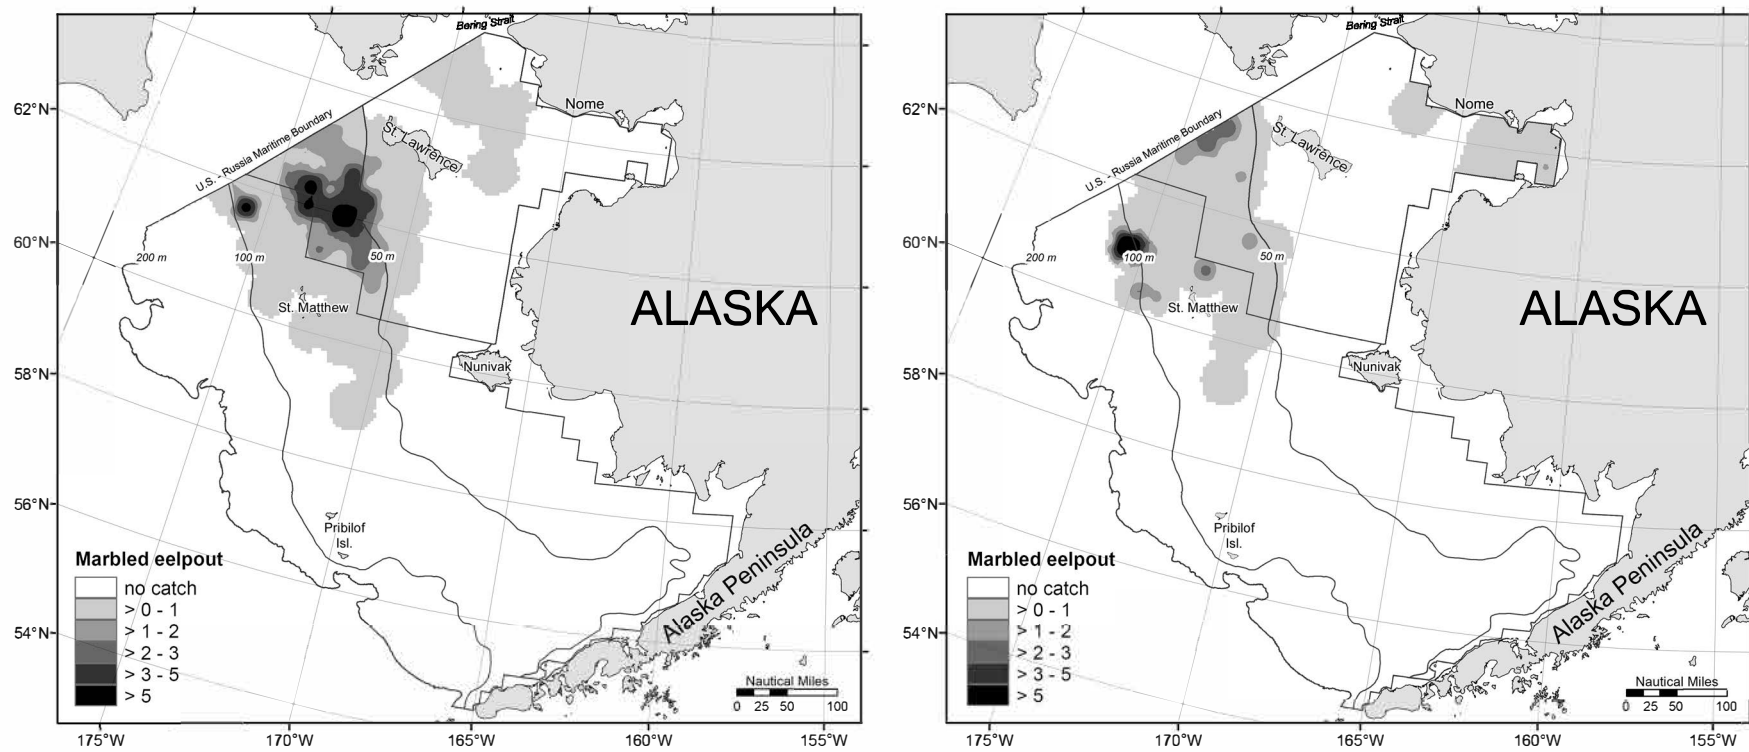 Bering Strait
Nome
62°N
St. Lawrence
U.S. - Russia Maritime Boundary
60°N
200 m
100 m
50 m
St. Matthew
ALASKA
58°N
Nunivak
56°N
Pribilof
Isl.
Alaska Peninsula
Marbled eelpout
no catch
> 0 - 1
> 1 - 2
> 2 - 3
> 3 - 5
> 5
54°N
Nautical Miles
0 25 50 100
175°W 170°W 165°W 160°W 155°W
Bering Strait
Nome
62°N
St. Lawrence
U.S. - Russia Maritime Boundary
60°N
200 m
100 m
50 m
St. Matthew
ALASKA
58°N
Nunivak
56°N
Pribilof
Isl.
Alaska Peninsula
Marbled eelpout
no catch
> 0 - 1
> 1 - 2
> 2 - 3
> 3 - 5
> 5
54°N
Nautical Miles
0 25 50 100
175°W 170°W 165°W 160°W 155°W